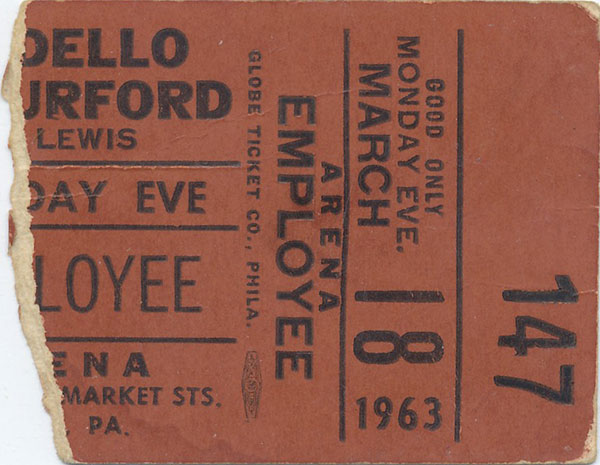 DELLO
URFORD
LEWIS
DAY EVE
LOYEE
ENA
MARKET STS.
PA.
GLOBE TICKET CO., PHILA.
EMPLOYEE
ARENA
MARCH 18
MONDAY EVE. 1963
GOOD ONLY
147